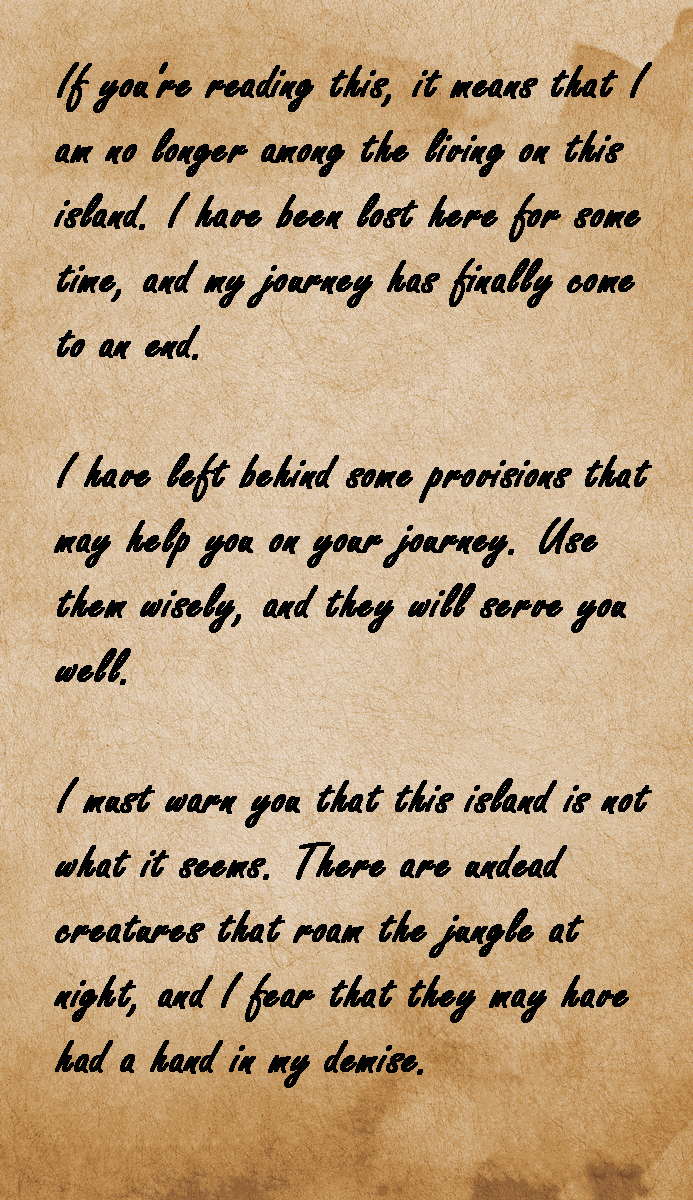 If you're reading this, it means that I
am no longer among the living on this
island. I have been lost here for some
time, and my journey has finally come
to an end.
I have left behind some provisions that
may help you on your journey. Use
them wisely, and they will serve you
well.
I must warn you that this island is not
what it seems. There are undead
creatures that roam the jungle at
night, and I fear that they may have
had a hand in my demise.